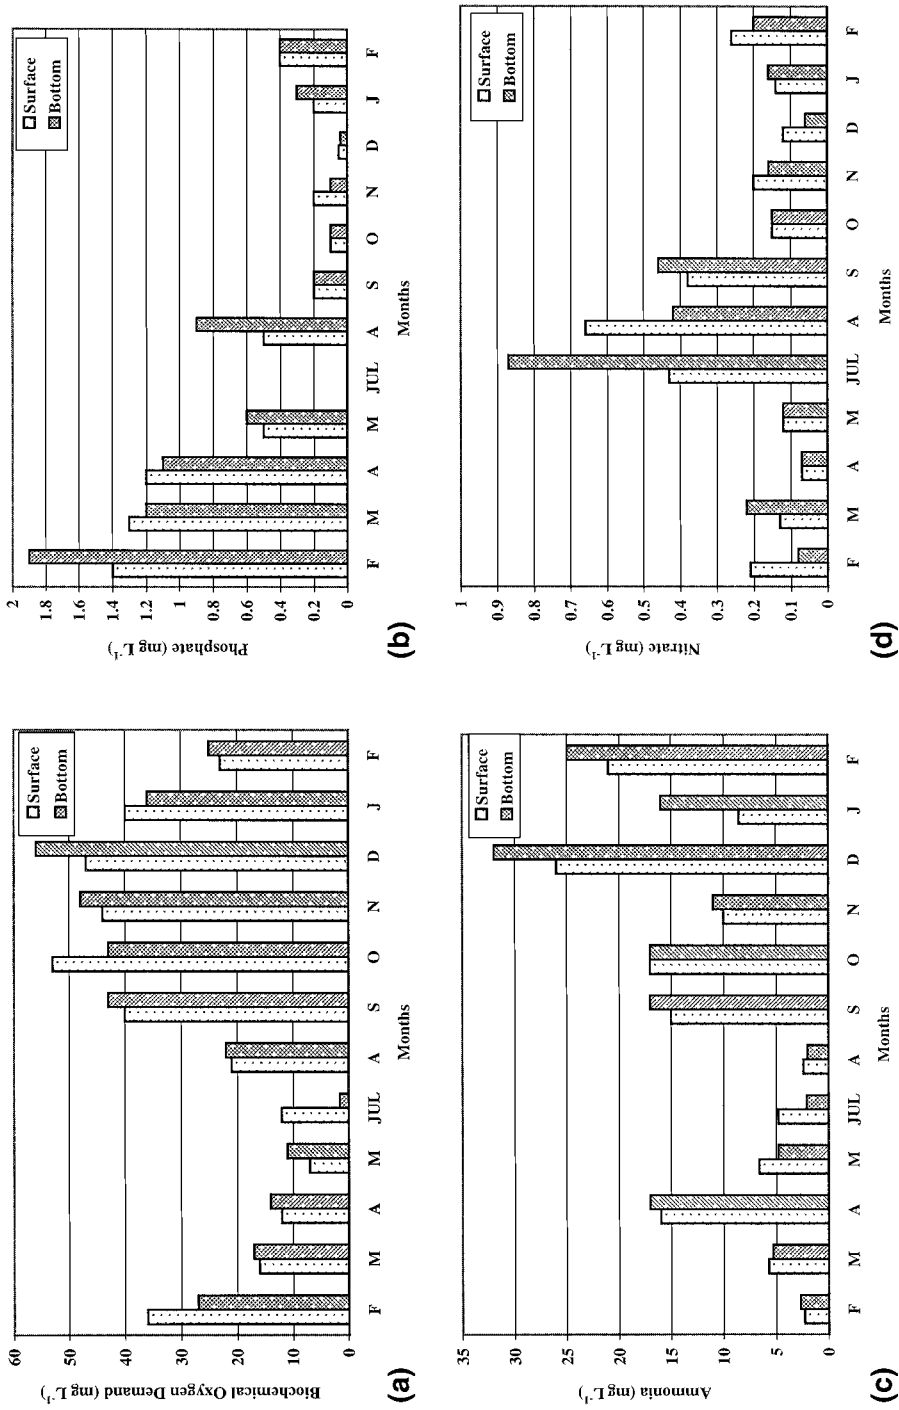 Biochemical Oxygen Demand (mg L-1)
60
50
40
30
20
10
0
Surface
Bottom
F M A M JUL A S O N D J F
Months
(a)
Phosphate (mg L-1)
2
1.8
1.6
1.4
1.2
1
0.8
0.6
0.4
0.2
0
Surface
Bottom
F M A M JUL A S O N D J F
Months
(b)
Ammonia (mg L-1)
35
30
25
20
15
10
5
0
Surface
Bottom
F M A M JUL A S O N D J F
Months
(c)
Nitrate (mg L-1)
1
0.9
0.8
0.7
0.6
0.5
0.4
0.3
0.2
0.1
0
Surface
Bottom
F M A M JUL A S O N D J F
Months
(d)